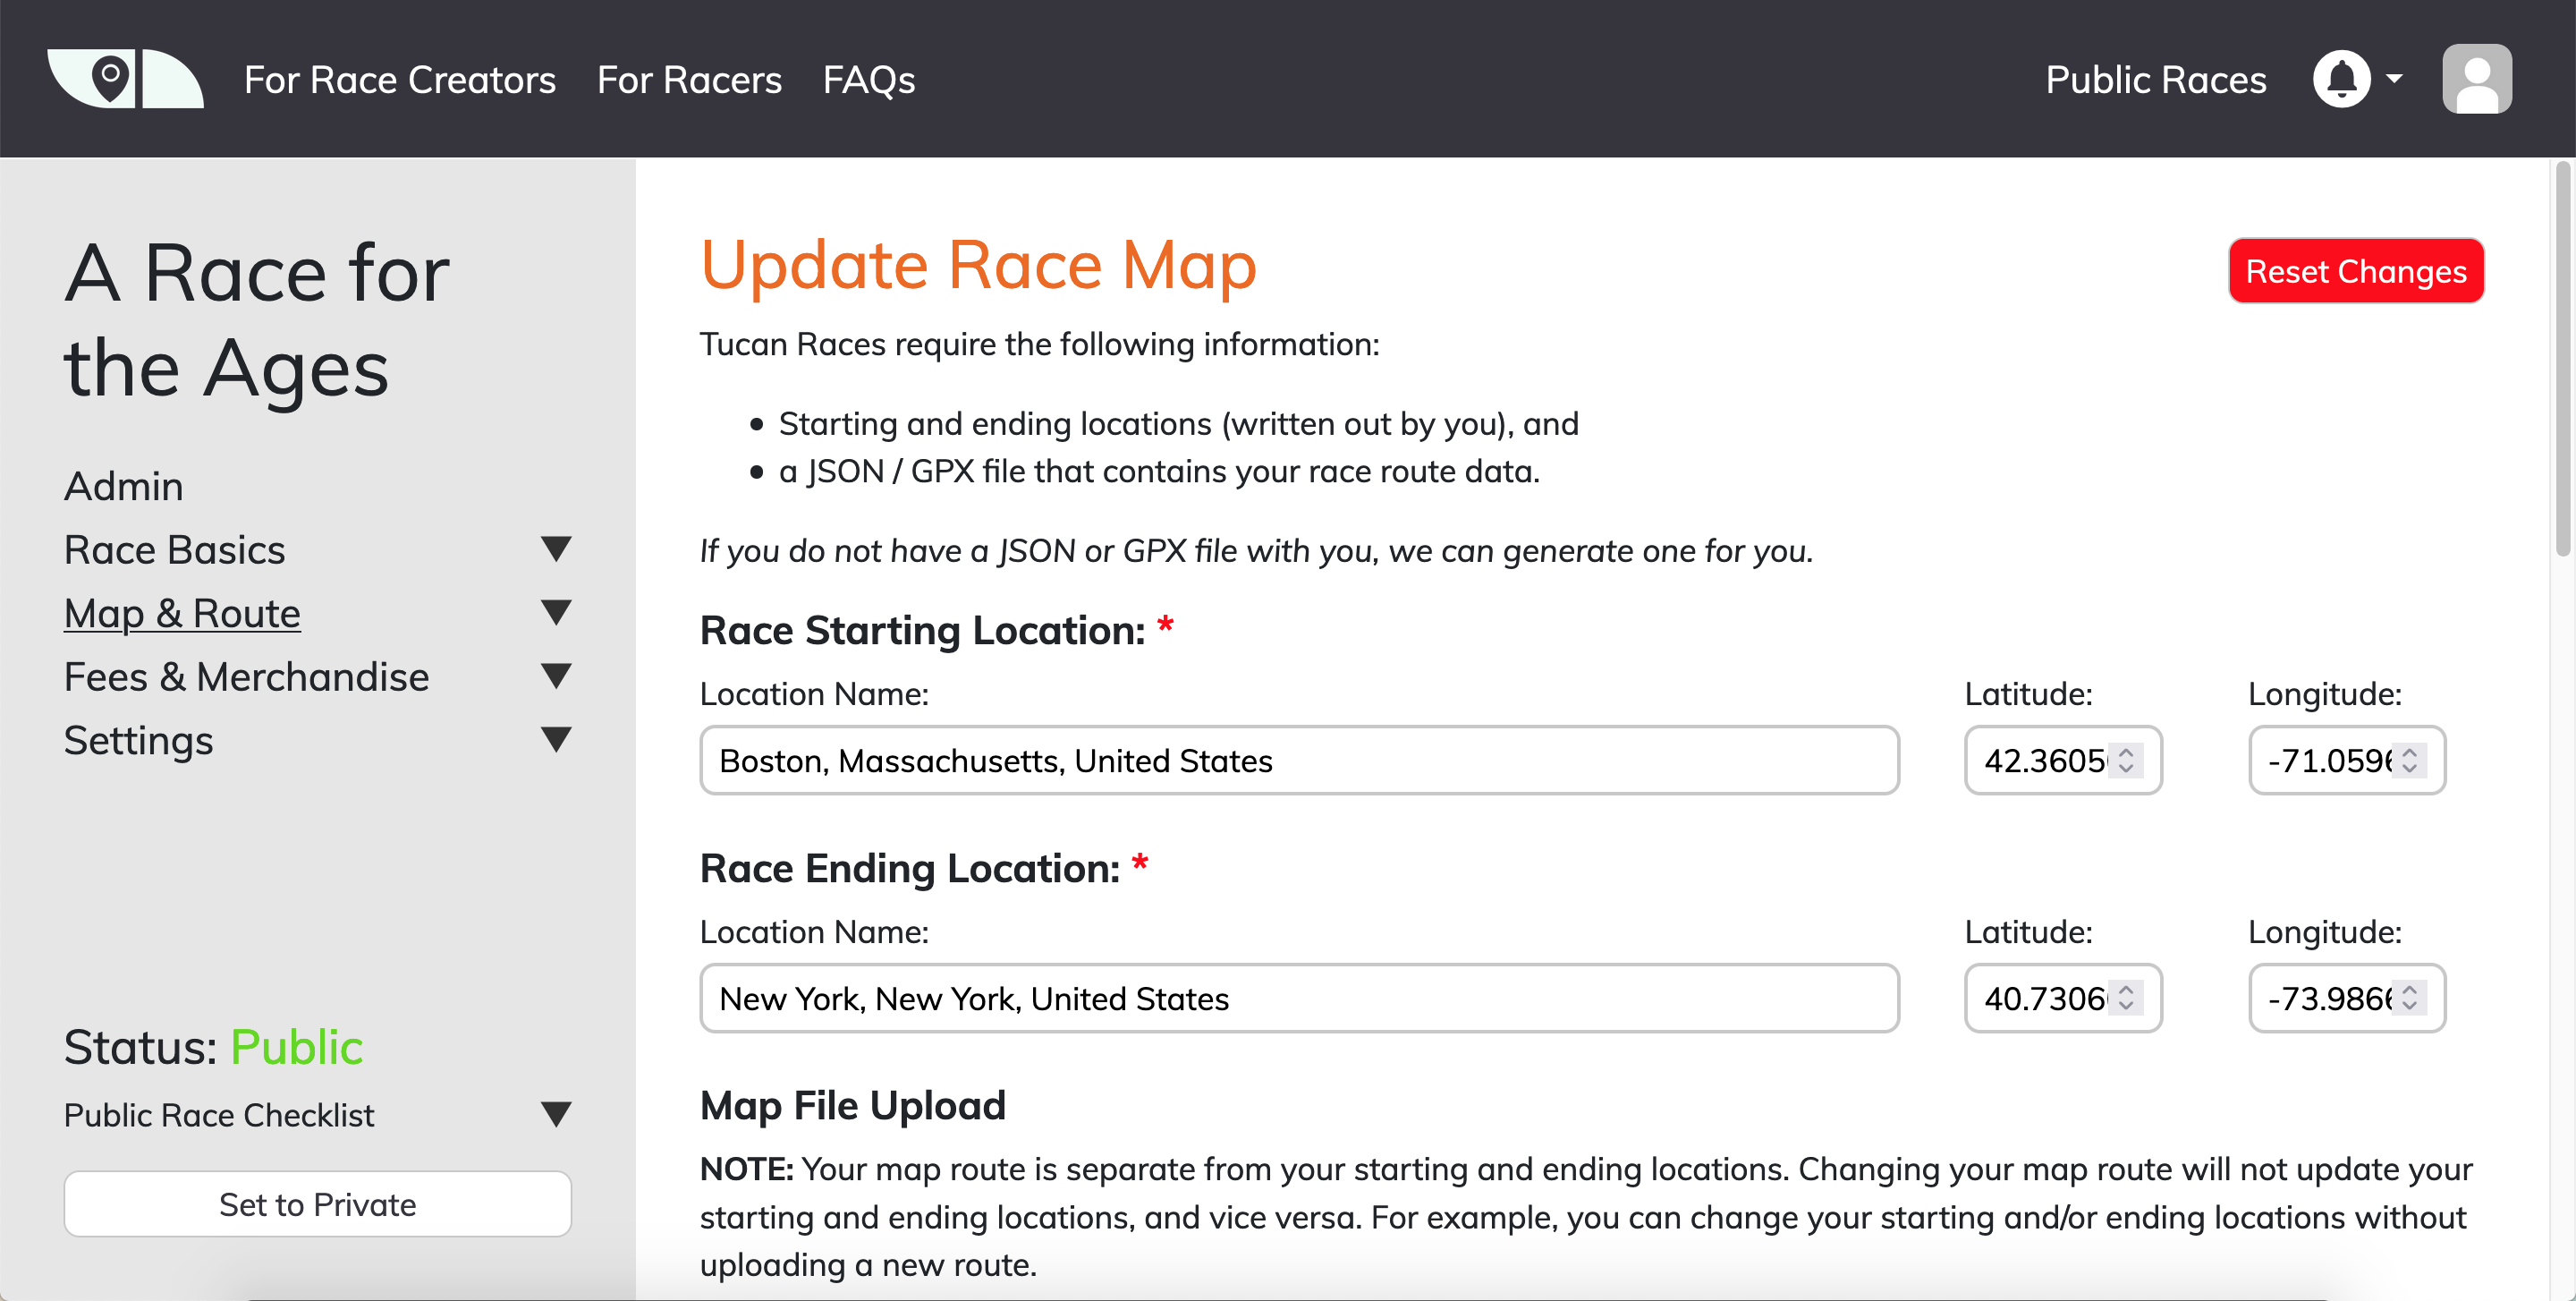 For Race Creators
For Racers
FAQs
Public Races
A Race for
the Ages
Admin
Race Basics
Map & Route
Fees & Merchandise
Settings
Status: Public
Public Race Checklist
Set to Private
Update Race Map
Reset Changes
Tucan Races require the following information:
Starting and ending locations (written out by you), and
a JSON / GPX file that contains your race route data.
If you do not have a JSON or GPX file with you, we can generate one for you.
Race Starting Location: *
Location Name:
Latitude:
Longitude:
Boston, Massachusetts, United States
42.3605
-71.059
Race Ending Location: *
Location Name:
Latitude:
Longitude:
New York, New York, United States
40.7306
-73.986
Map File Upload
NOTE: Your map route is separate from your starting and ending locations. Changing your map route will not update your
starting and ending locations, and vice versa. For example, you can change your starting and/or ending locations without
uploading a new route.